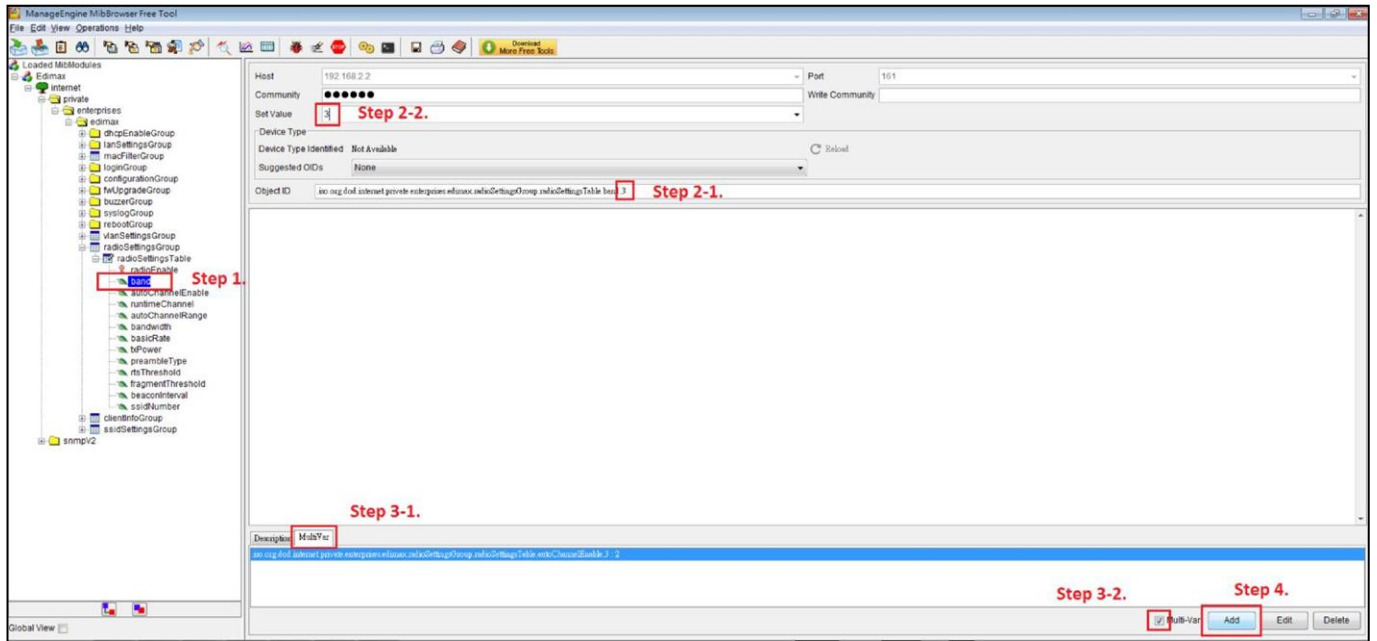 ManageEngine MibBrowser Free Tool
File Edit View Operations Help
Download
More Free Tools
Loaded MibModules
Edimax
internet
private
enterprises
edimax
dhcpEnableGroup
lanSettingsGroup
macFilterGroup
loginGroup
configurationGroup
fwUpgradeGroup
buzzerGroup
syslogGroup
rebootGroup
vlanSettingsGroup
radioSettingsGroup
radioSettingsTable
radioEnable
band
Step 1.
autoChannelEnable
runtimeChannel
autoChannelRange
bandwidth
basicRate
txPower
preambleType
rtsThreshold
fragmentThreshold
beaconInterval
ssidNumber
clientInfoGroup
ssidSettingsGroup
snmpV2
Global View
Host 192.168.2.2 Port 161
Community ●●●●●● Write Community
Set Value 3 Step 2-2.
Device Type
Device Type Identified Not Available Reload
Suggested OIDs None
Object ID .iso.org.dod.internet.private.enterprises.edimax.radioSettingsGroup.radioSettingsTable.band.3 Step 2-1.
Step 3-1.
Description MultiVar
.iso.org.dod.internet.private.enterprises.edimax.radioSettingsGroup.radioSettingsTable.autoChannelEnable.3 : 2
Step 3-2. Step 4.
Multi-Var Add Edit Delete